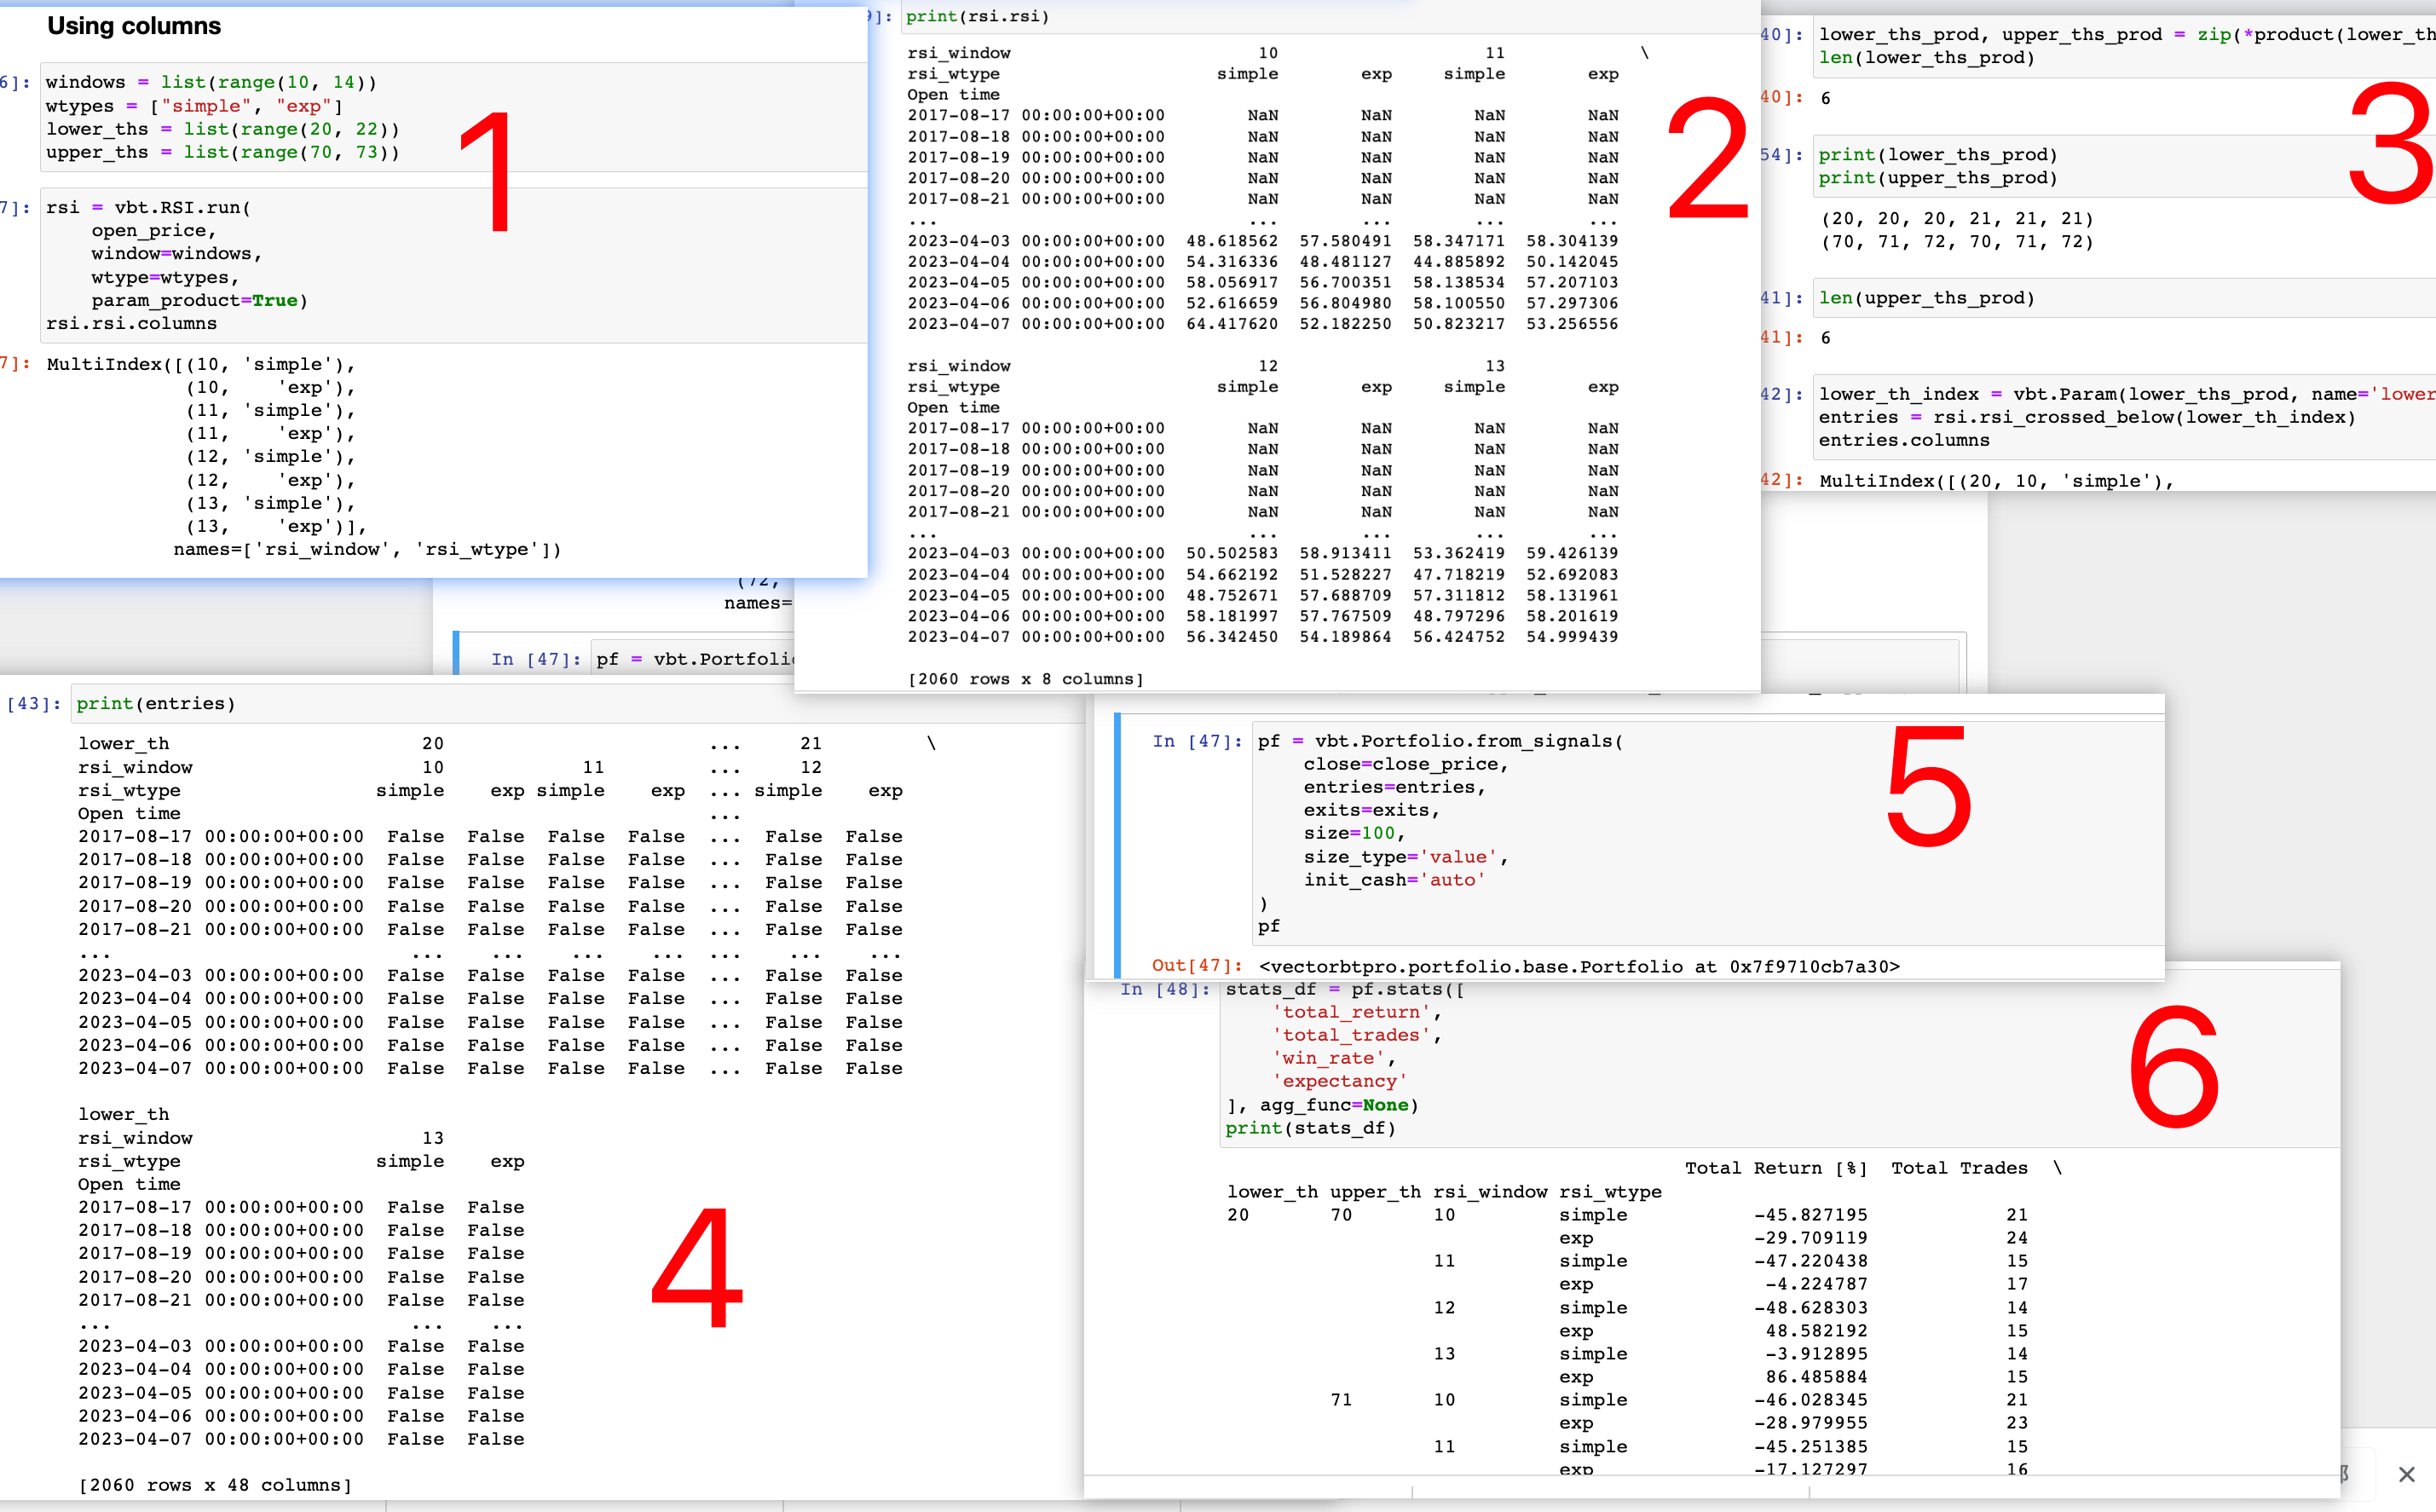 Using columns
6]: windows = list(range(10, 14))
wtypes = ["simple", "exp"]
lower_ths = list(range(20, 22))
upper_ths = list(range(70, 73))
7]: rsi = vbt.RSI.run(
open_price,
window=windows,
wtype=wtypes,
param_product=True)
rsi.rsi.columns
7]: MultiIndex([(10, 'simple'),
(10, 'exp'),
(11, 'simple'),
(11, 'exp'),
(12, 'simple'),
(12, 'exp'),
(13, 'simple'),
(13, 'exp')],
names=['rsi_window', 'rsi_wtype'])
1
9]: print(rsi.rsi)
rsi_window 10 11 \
rsi_wtype simple exp simple exp
Open time
2017-08-17 00:00:00+00:00 NaN NaN NaN NaN
2017-08-18 00:00:00+00:00 NaN NaN NaN NaN
2017-08-19 00:00:00+00:00 NaN NaN NaN NaN
2017-08-20 00:00:00+00:00 NaN NaN NaN NaN
2017-08-21 00:00:00+00:00 NaN NaN NaN NaN
... ... ... ... ...
2023-04-03 00:00:00+00:00 48.618562 57.580491 58.347171 58.304139
2023-04-04 00:00:00+00:00 54.316336 48.481127 44.885892 50.142045
2023-04-05 00:00:00+00:00 58.056917 56.700351 58.138534 57.207103
2023-04-06 00:00:00+00:00 52.616659 56.804980 58.100550 57.297306
2023-04-07 00:00:00+00:00 64.417620 52.182250 50.823217 53.256556
rsi_window 12 13
rsi_wtype simple exp simple exp
Open time
2017-08-17 00:00:00+00:00 NaN NaN NaN NaN
2017-08-18 00:00:00+00:00 NaN NaN NaN NaN
2017-08-19 00:00:00+00:00 NaN NaN NaN NaN
2017-08-20 00:00:00+00:00 NaN NaN NaN NaN
2017-08-21 00:00:00+00:00 NaN NaN NaN NaN
... ... ... ... ...
2023-04-03 00:00:00+00:00 50.502583 58.913411 53.362419 59.426139
2023-04-04 00:00:00+00:00 54.662192 51.528227 47.718219 52.692083
2023-04-05 00:00:00+00:00 48.752671 57.688709 57.311812 58.131961
2023-04-06 00:00:00+00:00 58.181997 57.767509 48.797296 58.201619
2023-04-07 00:00:00+00:00 56.342450 54.189864 56.424752 54.999439
[2060 rows x 8 columns]
2
40]: lower_ths_prod, upper_ths_prod = zip(*product(lower_th
len(lower_ths_prod)
40]: 6
54]: print(lower_ths_prod)
print(upper_ths_prod)
(20, 20, 20, 21, 21, 21)
(70, 71, 72, 70, 71, 72)
41]: len(upper_ths_prod)
41]: 6
42]: lower_th_index = vbt.Param(lower_ths_prod, name='lower
entries = rsi.rsi_crossed_below(lower_th_index)
entries.columns
42]: MultiIndex([(20, 10, 'simple'),
3
(72,
names=
In [47]: pf = vbt.Portfolio
[43]: print(entries)
lower_th 20 ... 21 \
rsi_window 10 11 ... 12
rsi_wtype simple exp simple exp ... simple exp
Open time ...
2017-08-17 00:00:00+00:00 False False False False ... False False
2017-08-18 00:00:00+00:00 False False False False ... False False
2017-08-19 00:00:00+00:00 False False False False ... False False
2017-08-20 00:00:00+00:00 False False False False ... False False
2017-08-21 00:00:00+00:00 False False False False ... False False
... ... ... ... ... ... ... ...
2023-04-03 00:00:00+00:00 False False False False ... False False
2023-04-04 00:00:00+00:00 False False False False ... False False
2023-04-05 00:00:00+00:00 False False False False ... False False
2023-04-06 00:00:00+00:00 False False False False ... False False
2023-04-07 00:00:00+00:00 False False False False ... False False
lower_th
rsi_window 13
rsi_wtype simple exp
Open time
2017-08-17 00:00:00+00:00 False False
2017-08-18 00:00:00+00:00 False False
2017-08-19 00:00:00+00:00 False False
2017-08-20 00:00:00+00:00 False False
2017-08-21 00:00:00+00:00 False False
... ... ...
2023-04-03 00:00:00+00:00 False False
2023-04-04 00:00:00+00:00 False False
2023-04-05 00:00:00+00:00 False False
2023-04-06 00:00:00+00:00 False False
2023-04-07 00:00:00+00:00 False False
[2060 rows x 48 columns]
4
In [47]: pf = vbt.Portfolio.from_signals(
close=close_price,
entries=entries,
exits=exits,
size=100,
size_type='value',
init_cash='auto'
)
pf
Out[47]: <vectorbtpro.portfolio.base.Portfolio at 0x7f9710cb7a30>
5
In [48]: stats_df = pf.stats([
'total_return',
'total_trades',
'win_rate',
'expectancy'
], agg_func=None)
print(stats_df)
Total Return [%] Total Trades \
lower_th upper_th rsi_window rsi_wtype
20 70 10 simple -45.827195 21
exp -29.709119 24
11 simple -47.220438 15
exp -4.224787 17
12 simple -48.628303 14
exp 48.582192 15
13 simple -3.912895 14
exp 86.485884 15
71 10 simple -46.028345 21
exp -28.979955 23
11 simple -45.251385 15
exp -17.127297 16
6